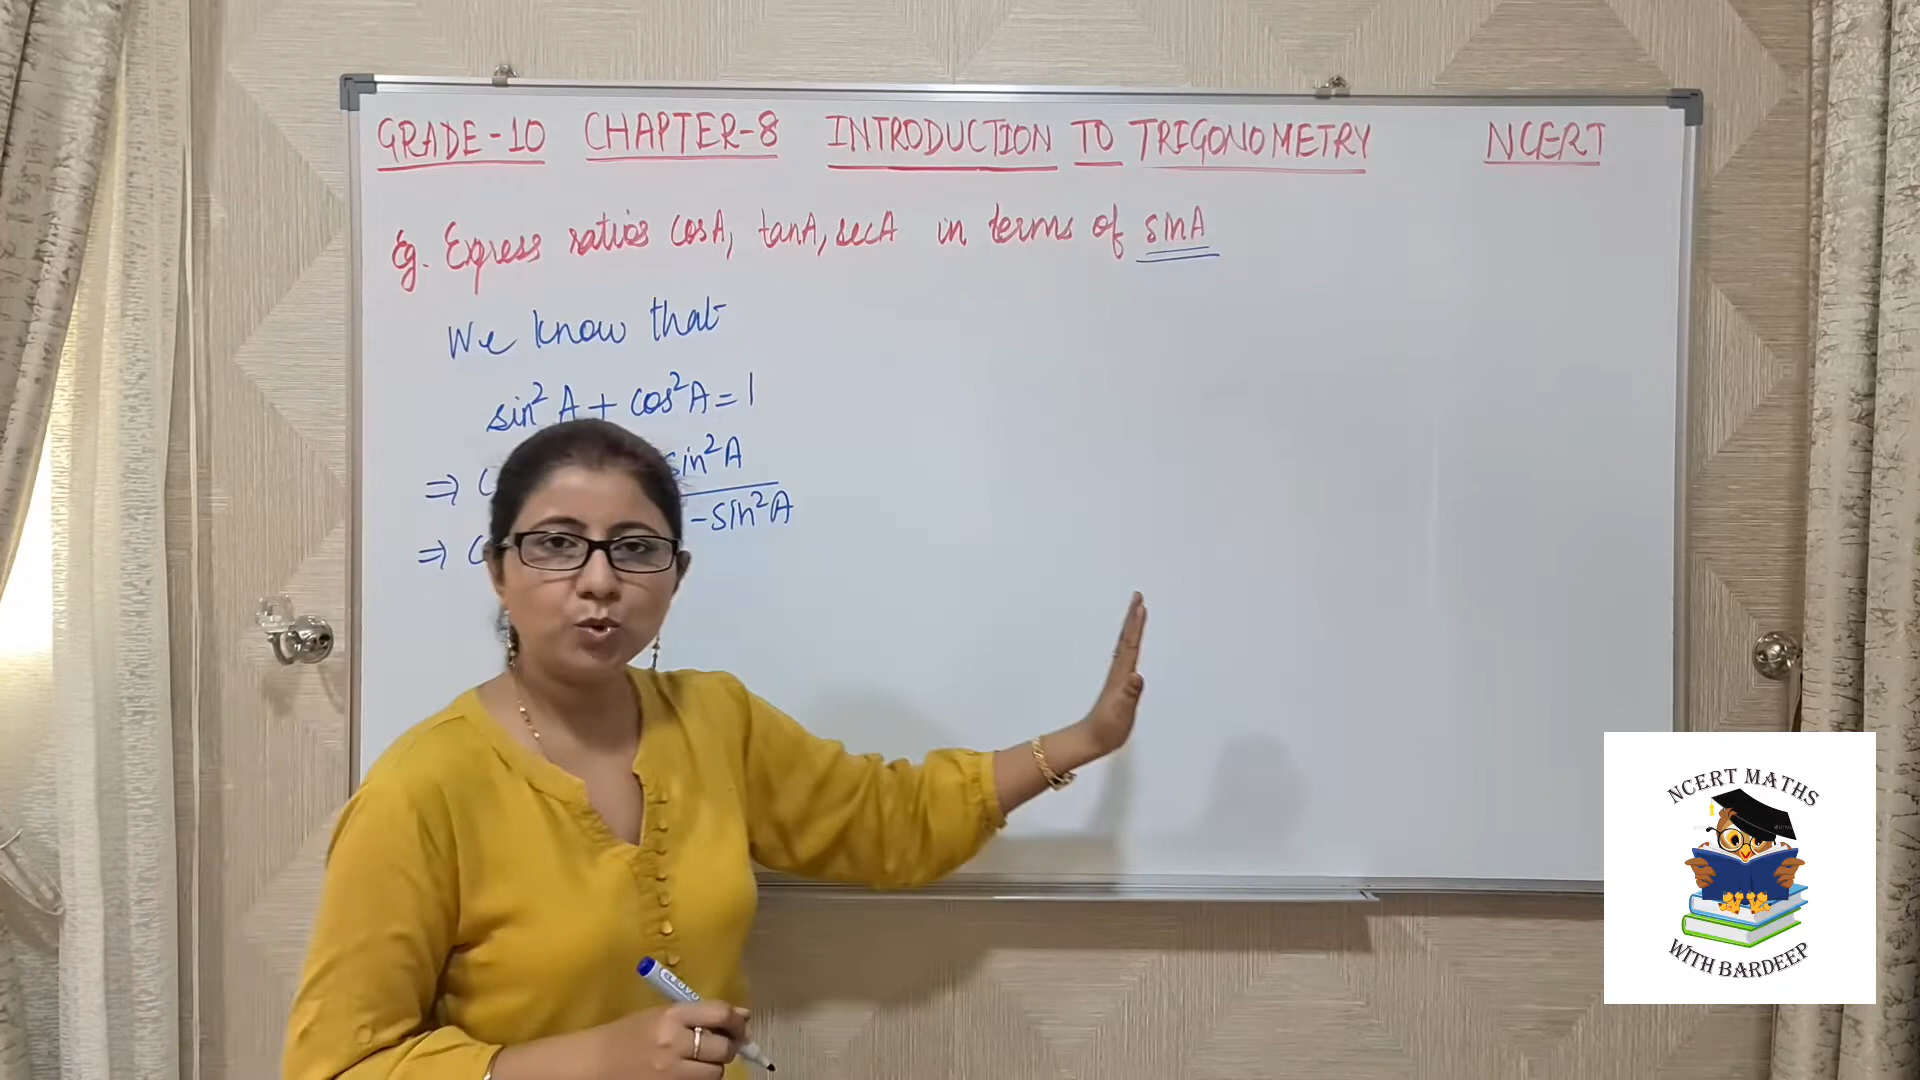 GRADE-10 CHAPTER-8 INTRODUCTION TO TRIGONOMETRY NCERT
Eg. Express ratios cosA, tanA, secA in terms of sinA
We know that
sin²A + cos²A = 1
⇒ sin²A
⇒ -sin²A
NCERT MATHS
WITH BARDEEP